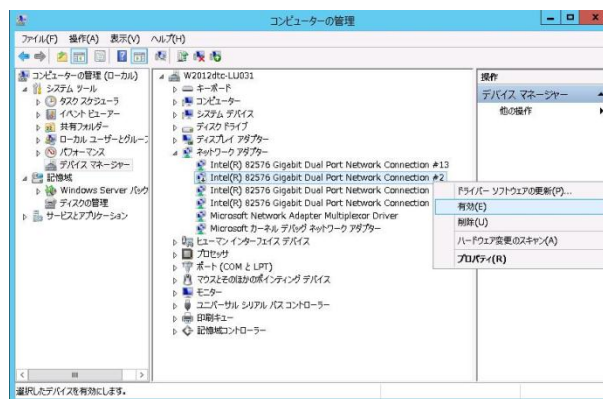 コンピューターの管理
ファイル(F) 操作(A) 表示(V) ヘルプ(H)
コンピューターの管理 (ローカル)
システム ツール
タスク スケジューラ
イベント ビューアー
共有フォルダー
ローカル ユーザーとグループ
パフォーマンス
デバイス マネージャー
記憶域
Windows Server バック
ディスクの管理
サービスとアプリケーション
W2012dtc-LU031
キーボード
コンピューター
システム デバイス
ディスク ドライブ
ディスプレイ アダプター
ネットワーク アダプター
Intel(R) 82576 Gigabit Dual Port Network Connection #13
Intel(R) 82576 Gigabit Dual Port Network Connection #2
Intel(R) 82576 Gigabit Dual Port Network Connection
Intel(R) 82576 Gigabit Dual Port Network Connection
Microsoft Network Adapter Multiplexor Driver
Microsoft カーネル デバッグ ネットワーク アダプター
ヒューマン インターフェイス デバイス
プロセッサ
ポート (COM と LPT)
マウスとそのほかのポインティング デバイス
モニター
ユニバーサル シリアル バス コントローラー
印刷キュー
記憶域コントローラー
操作
デバイス マネージャー
他の操作
ドライバー ソフトウェアの更新(P)...
有効(E)
削除(U)
ハードウェア変更のスキャン(A)
プロパティ(R)
選択したデバイスを有効にします。